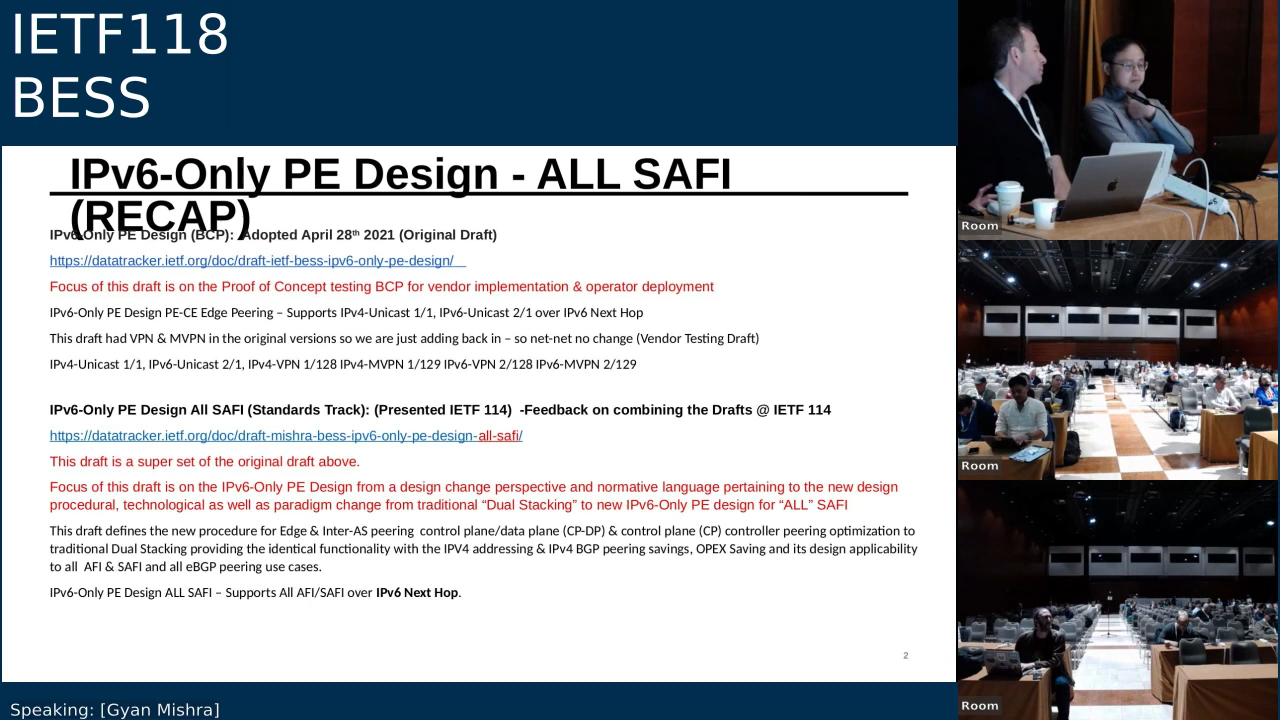 IETF118
BESS
IPv6-Only PE Design - ALL SAFI
(RECAP)
IPv6-Only PE Design (BCP):  Adopted April 28th 2021 (Original Draft)
https://datatracker.ietf.org/doc/draft-ietf-bess-ipv6-only-pe-design/
Focus of this draft is on the Proof of Concept testing BCP for vendor implementation & operator deployment
IPv6-Only PE Design PE-CE Edge Peering – Supports IPv4-Unicast 1/1, IPv6-Unicast 2/1 over IPv6 Next Hop
This draft had VPN & MVPN in the original versions so we are just adding back in – so net-net no change (Vendor Testing Draft)
IPv4-Unicast 1/1, IPv6-Unicast 2/1, IPv4-VPN 1/128 IPv4-MVPN 1/129 IPv6-VPN 2/128 IPv6-MVPN 2/129
IPv6-Only PE Design All SAFI (Standards Track): (Presented IETF 114)  -Feedback on combining the Drafts @ IETF 114
https://datatracker.ietf.org/doc/draft-mishra-bess-ipv6-only-pe-design-all-safi/
This draft is a super set of the original draft above.
Focus of this draft is on the IPv6-Only PE Design from a design change perspective and normative language pertaining to the new design
procedural, technological as well as paradigm change from traditional “Dual Stacking” to new IPv6-Only PE design for “ALL” SAFI
This draft defines the new procedure for Edge & Inter-AS peering  control plane/data plane (CP-DP) & control plane (CP) controller peering optimization to
traditional Dual Stacking providing the identical functionality with the IPV4 addressing & IPv4 BGP peering savings, OPEX Saving and its design applicability
to all  AFI & SAFI and all eBGP peering use cases.
IPv6-Only PE Design ALL SAFI – Supports All AFI/SAFI over IPv6 Next Hop.
2
Speaking: [Gyan Mishra]
Room
Room
Room